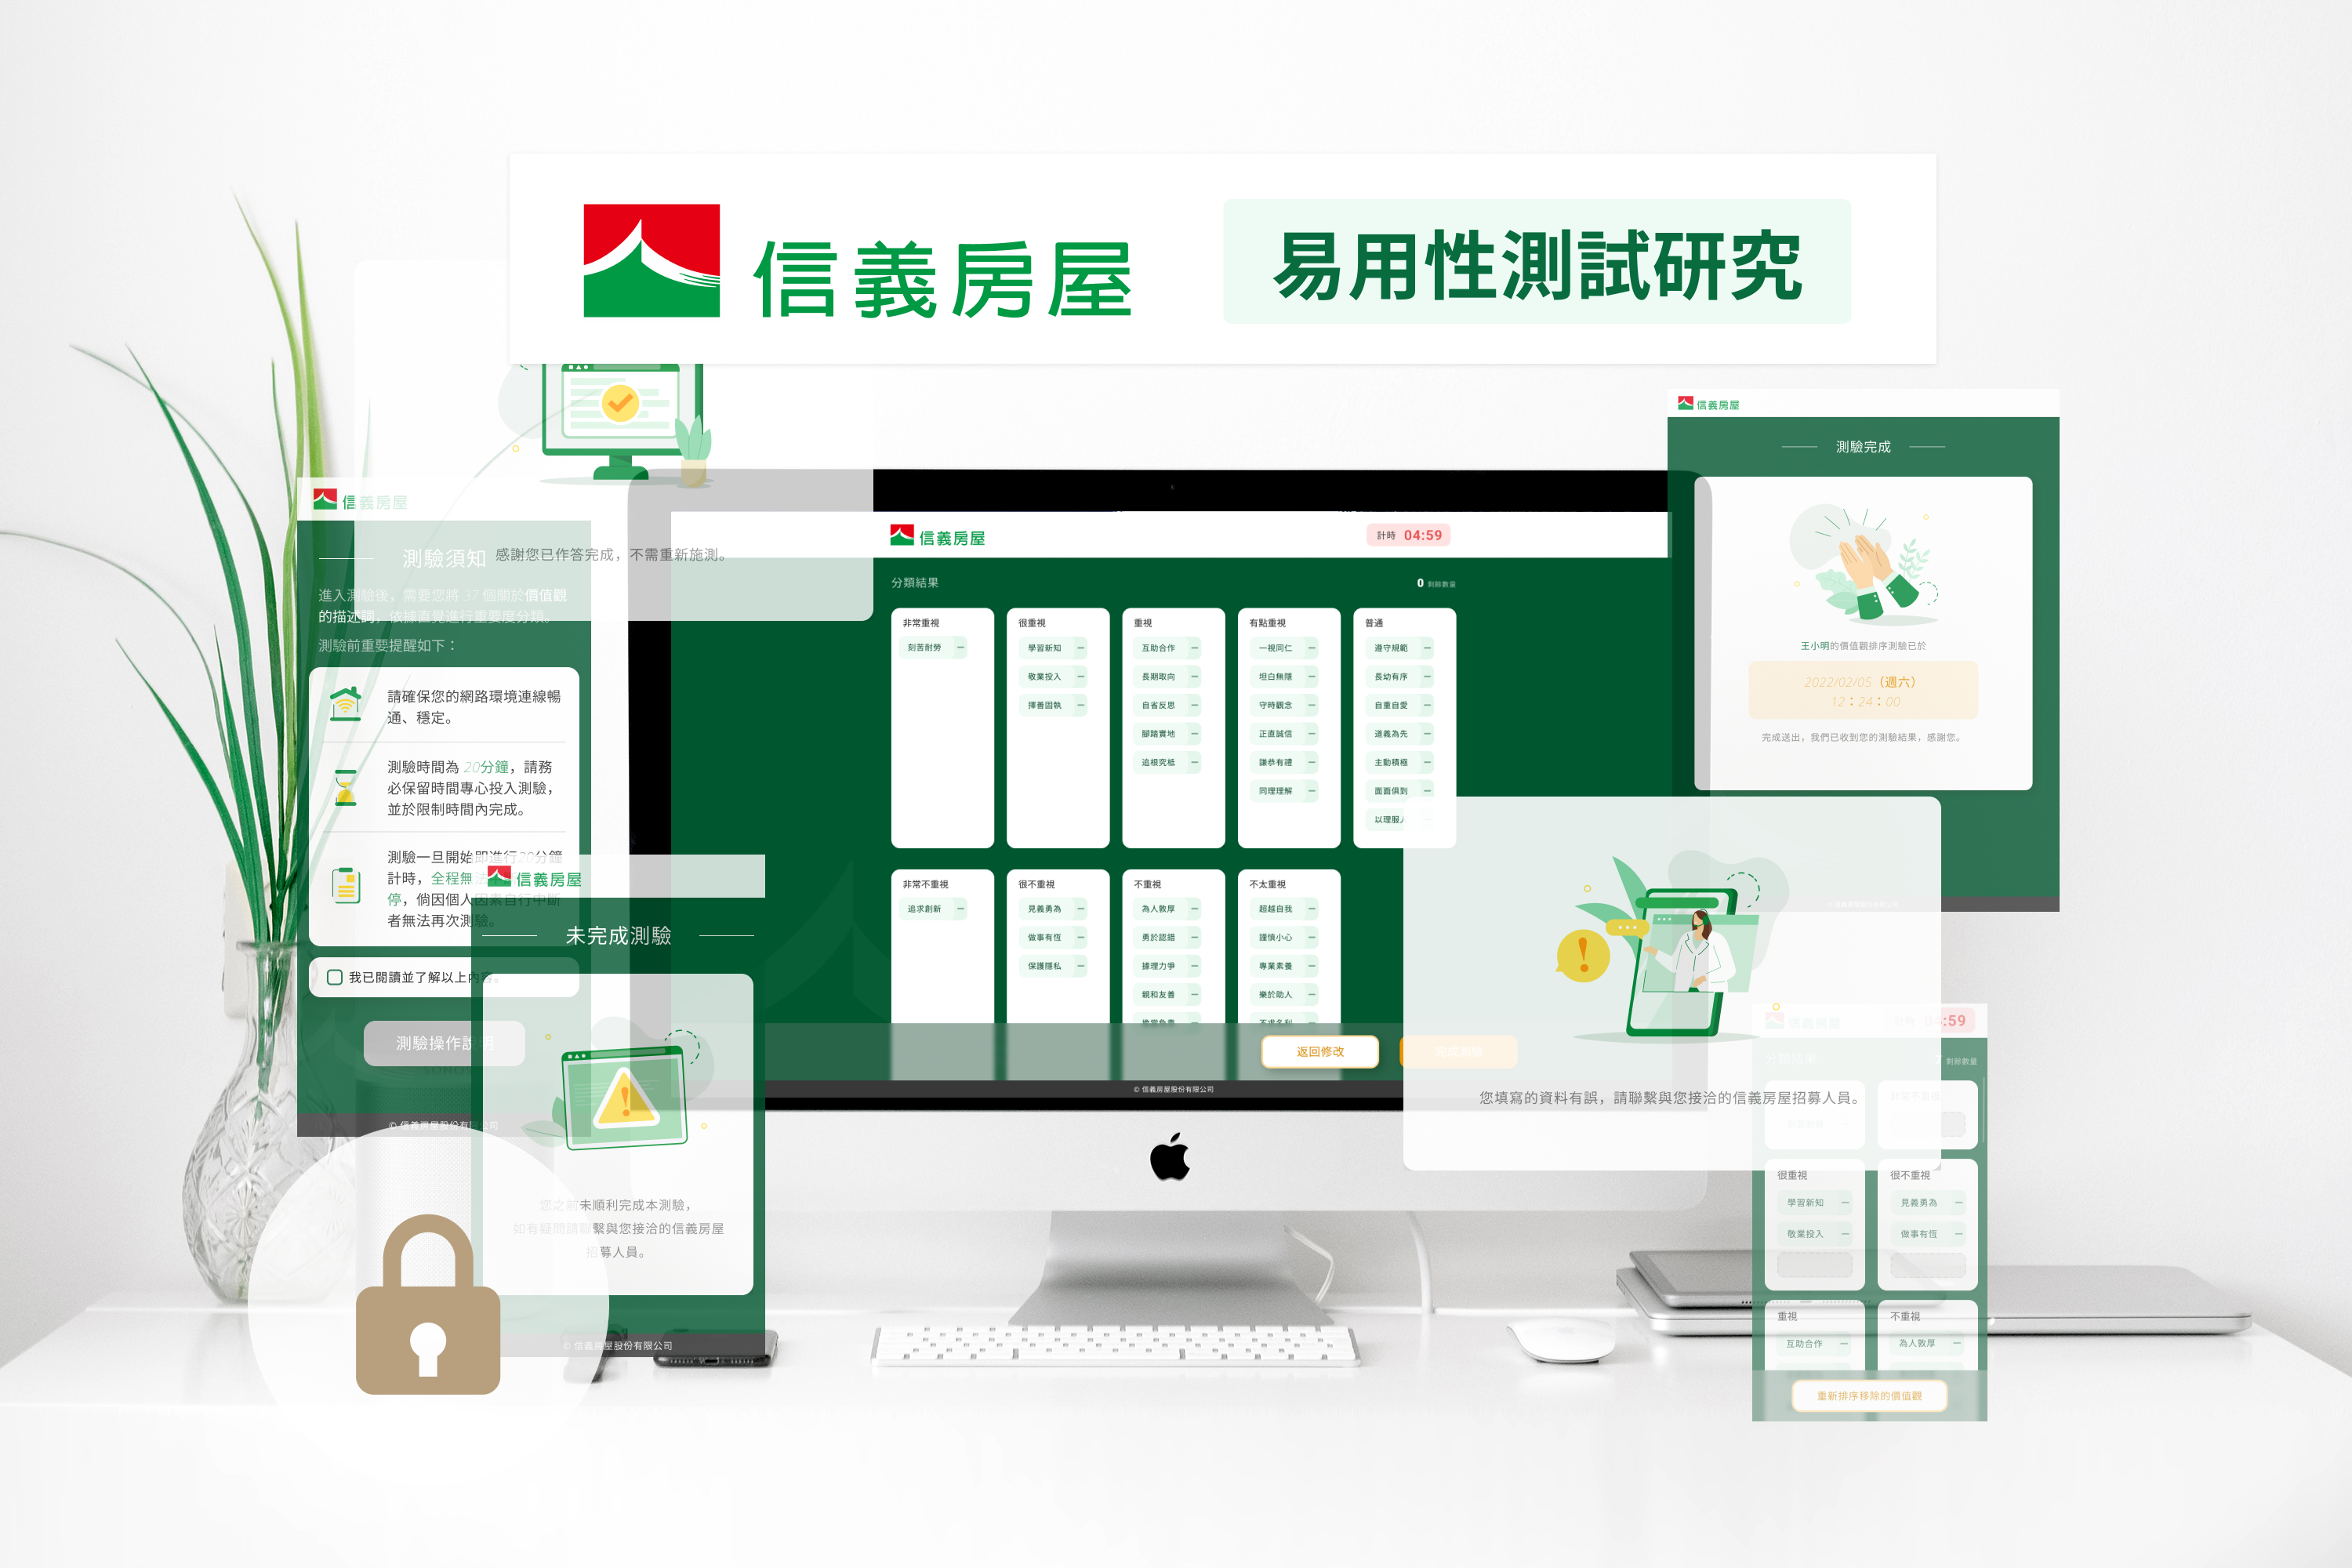 信義房屋
易用性測試研究
信義房屋
測驗須知
進入測驗後，需要您將 37 個關於價值觀
的描述詞，依據直覺進行重要度分類。
測驗前重要提醒如下：
請確保您的網路環境連線暢
通、穩定。
測驗時間為 20分鐘，請務
必保留時間專心投入測驗，
並於限制時間內完成。
測驗一旦開始即進行20分鐘
計時，全程無
停，倘因個人因素自行中斷
者無法再次測驗。
我已閱讀並了解以上內容。
測驗操作說明
© 信義房屋股份有限公司
感謝您已作答完成，不需重新施測。
信義房屋
未完成測驗
您之前未順利完成本測驗，
如有疑問請聯繫與您接洽的信義房屋
招募人員。
© 信義房屋股份有限公司
信義房屋
計時 04:59
分類結果
0 剩餘數量
非常重視
刻苦耐勞
很重視
學習新知
敬業投入
擇善固執
重視
互助合作
長期取向
自省反思
腳踏實地
追根究柢
有點重視
一視同仁
坦白無隱
守時觀念
正直誠信
謙恭有禮
同理理解
普通
遵守規範
長幼有序
自重自愛
道義為先
主動積極
面面俱到
以理服人
非常不重視
追求創新
很不重視
見義勇為
做事有恆
保護隱私
不重視
為人敦厚
勇於認錯
據理力爭
親和友善
不太重視
超越自我
謹慎小心
專業素養
樂於助人
返回修改
完成測驗
© 信義房屋股份有限公司
信義房屋
測驗完成
王小明的價值觀排序測驗已於
2022/02/05（週六）
12：24：00
完成送出，我們已收到您的測驗結果，感謝您。
您填寫的資料有誤，請聯繫與您接洽的信義房屋招募人員。
信義房屋
計時 04:59
剩餘數量
非常不重視
很重視
學習新知
敬業投入
很不重視
見義勇為
做事有恆
重視
互助合作
不重視
為人敦厚
重新排序移除的價值觀